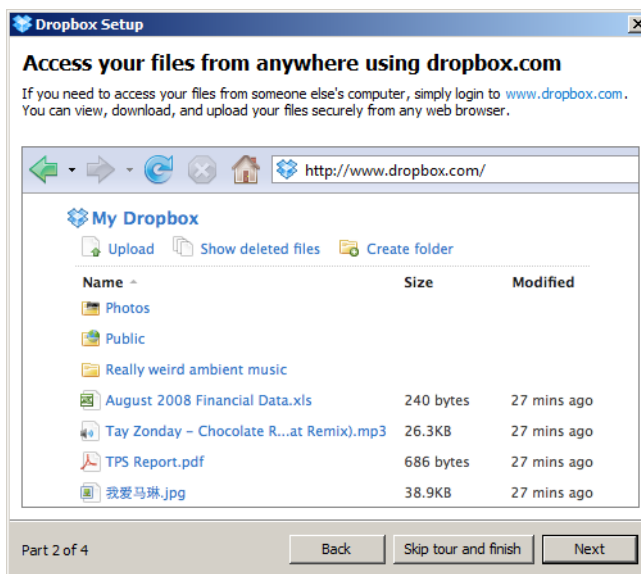 Dropbox Setup
Access your files from anywhere using dropbox.com
If you need to access your files from someone else's computer, simply login to www.dropbox.com.
You can view, download, and upload your files securely from any web browser.
http://www.dropbox.com/
My Dropbox
Upload Show deleted files Create folder
Name Size Modified
Photos
Public
Really weird ambient music
August 2008 Financial Data.xls 240 bytes 27 mins ago
Tay Zonday – Chocolate R...at Remix).mp3 26.3KB 27 mins ago
TPS Report.pdf 686 bytes 27 mins ago
我爱马琳.jpg 38.9KB 27 mins ago
Part 2 of 4 Back Skip tour and finish Next